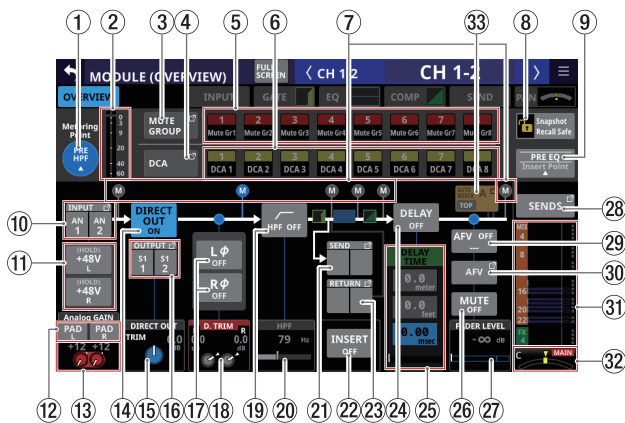 1 2 3 4 5 6 7 33 8 9
MODULE (OVERVIEW)
FULL SCREEN
CH 1-2
CH 1-2
OVERVIEW
INPUT
GATE
EQ
COMP
SEND
PAN
Metering Point
PRE HPF
0
3
9
20
40
60
MUTE GROUP
DCA
1 2 3 4 5 6 7 8
Mute Gr1 Mute Gr2 Mute Gr3 Mute Gr4 Mute Gr5 Mute Gr6 Mute Gr7 Mute Gr8
1 2 3 4 5 6 7 8
DCA 1 DCA 2 DCA 3 DCA 4 DCA 5 DCA 6 DCA 7 DCA 8
Snapshot Recall Safe
PRE EQ
Insert Point
M M M M M M
10
INPUT
AN 1
AN 2
DIRECT OUT ON
HPF OFF
DELAY OFF
AUTO MIXER A
TOP
SENDS
28
11
(HOLD)
+48V
L
(HOLD)
+48V
R
OUTPUT
S1 1
S1 2
L Ø OFF
R Ø OFF
SEND
RETURN
DELAY TIME
0.0 meter
0.0 feet
0.00 msec
AFV OFF
---
AFV
MUTE OFF
29
30
31
MIX
4
8
16
20
FX
4
Analog GAIN
PAD L
PAD R
+12 +12
DIRECT OUT
TRIM
0.0 dB
L D. TRIM R
0.0 0.0
dB
HPF
79 Hz
INSERT OFF
FADER LEVEL
-∞ dB
C
MAIN
32
12 13 14 15 16 17 18 19 20 21 22 23 24 25 26 27